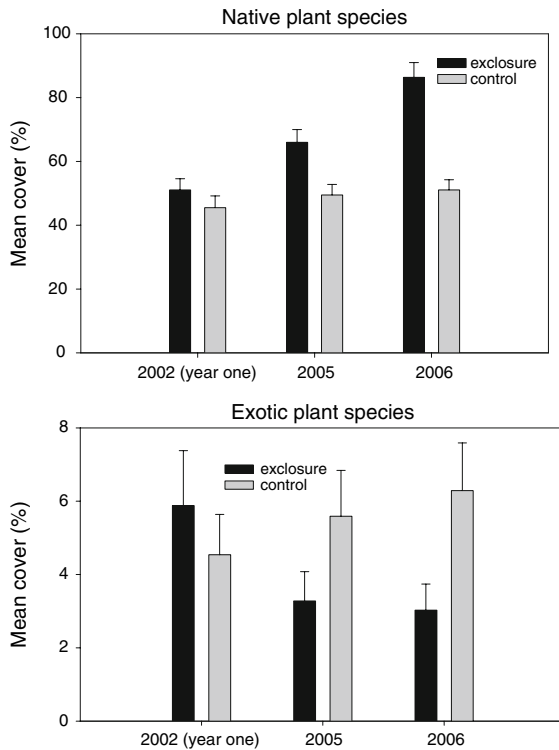 Native plant species
100
80
60
40
20
0
Mean cover (%)
exclosure
control
2002 (year one)
2005
2006
Exotic plant species
8
6
4
2
0
Mean cover (%)
exclosure
control
2002 (year one)
2005
2006